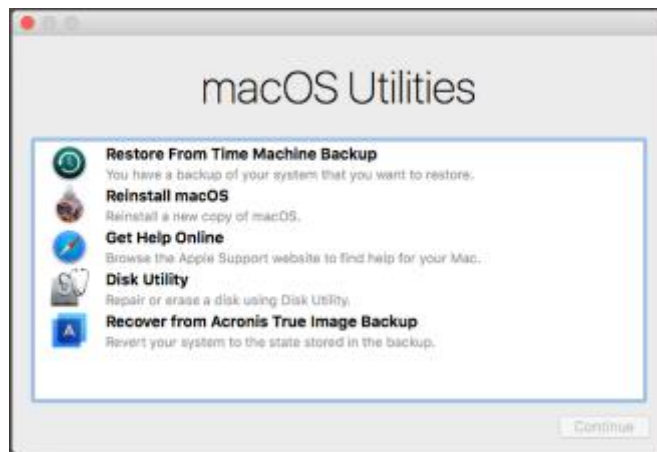 macOS Utilities
Restore From Time Machine Backup
You have a backup of your system that you want to restore.
Reinstall macOS
Reinstall a new copy of macOS.
Get Help Online
Browse the Apple Support website to find help for your Mac.
Disk Utility
Repair or erase a disk using Disk Utility.
Recover from Acronis True Image Backup
Revert your system to the state stored in the backup.
Continue